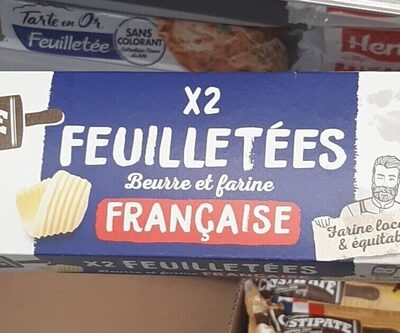 Tarte en Or
Feuilletée
SANS
COLORANT
X2
FEUILLETÉES
Beurre et farine
FRANÇAISE
Farine loca
& équitab
X2 FEUILLETÉES